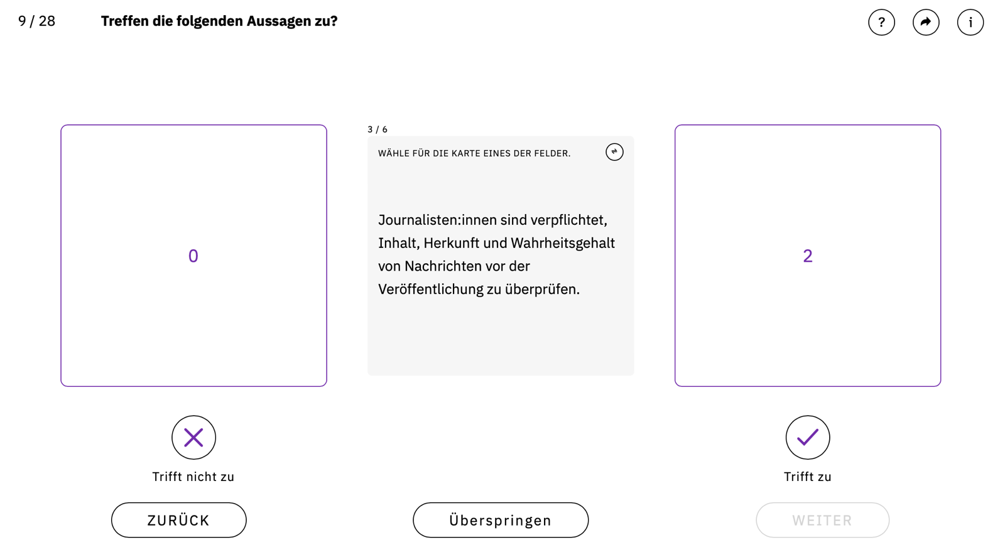 9 / 28
Treffen die folgenden Aussagen zu?
?
i
3 / 6
WÄHLE FÜR DIE KARTE EINES DER FELDER.
Journalisten:innen sind verpflichtet,
Inhalt, Herkunft und Wahrheitsgehalt
von Nachrichten vor der
Veröffentlichung zu überprüfen.
0
2
Trifft nicht zu
Trifft zu
ZURÜCK
Überspringen
WEITER